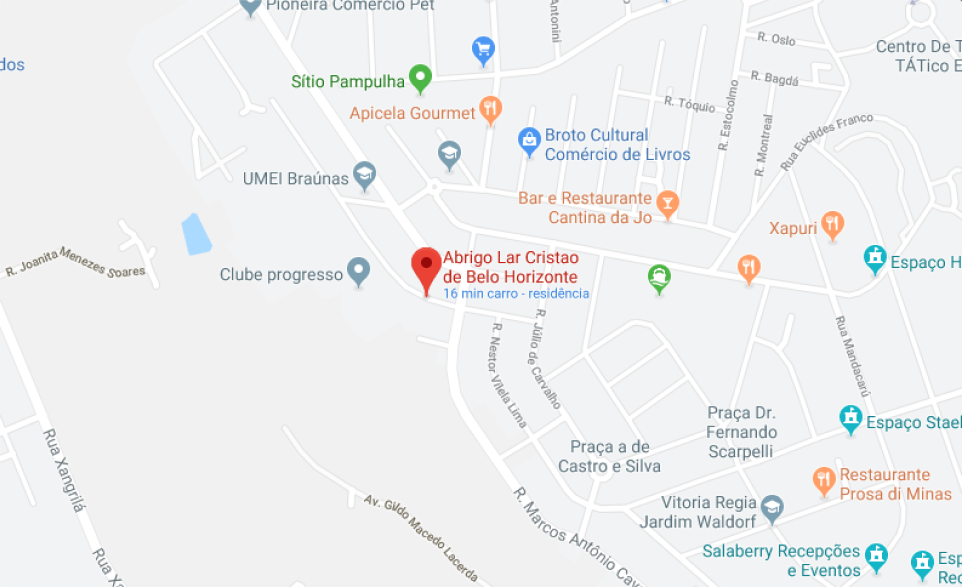 Pioneira Comercio Pet
Antonini
R. Oslo
Centro De T
TÁTico E
dos
R. Bagdá
Sítio Pampulha
R. Tóquio
R. Estocolmo
R. Montreal
Rua Euclides Franco
Apicela Gourmet
Broto Cultural
Comércio de Livros
UMEI Braúnas
Bar e Restaurante
Cantina da Jo
Xapuri
Abrigo Lar Cristao
de Belo Horizonte
16 min carro - residência
R. Joanita Menezes Soares
Clube progresso
Espaço H
R. Nestor Vilela Lima
R. Júlio de Carvalho
Rua Mandacarú
Praça Dr.
Fernando
Scarpelli
Espaço Stael
Rua Xangrilá
Praça a de
Castro e Silva
Restaurante
Prosa di Minas
Av. Gildo Macedo Lacerda
R. Marcos Antônio Cav
Vitoria Regia
Jardim Waldorf
Salaberry Recepções
e Eventos
Esp
Red
Rua Xa